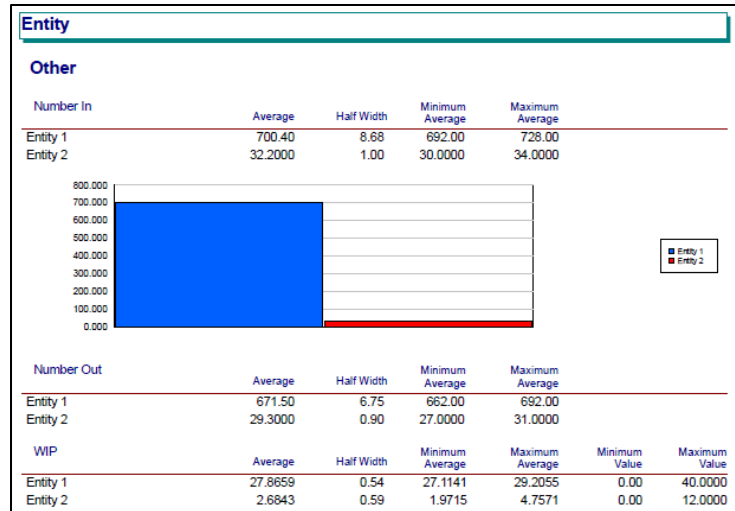 Entity
Other
Number In Average Half Width Minimum Average Maximum Average
Entity 1 700.40 8.68 692.00 728.00
Entity 2 32.2000 1.00 30.0000 34.0000
800.000
700.000
600.000
500.000
400.000
300.000
200.000
100.000
0.000
Entity 1
Entity 2
Number Out Average Half Width Minimum Average Maximum Average
Entity 1 671.50 6.75 662.00 692.00
Entity 2 29.3000 0.90 27.0000 31.0000
WIP Average Half Width Minimum Average Maximum Average Minimum Value Maximum Value
Entity 1 27.8659 0.54 27.1141 29.2055 0.00 40.0000
Entity 2 2.6843 0.59 1.9715 4.7571 0.00 12.0000